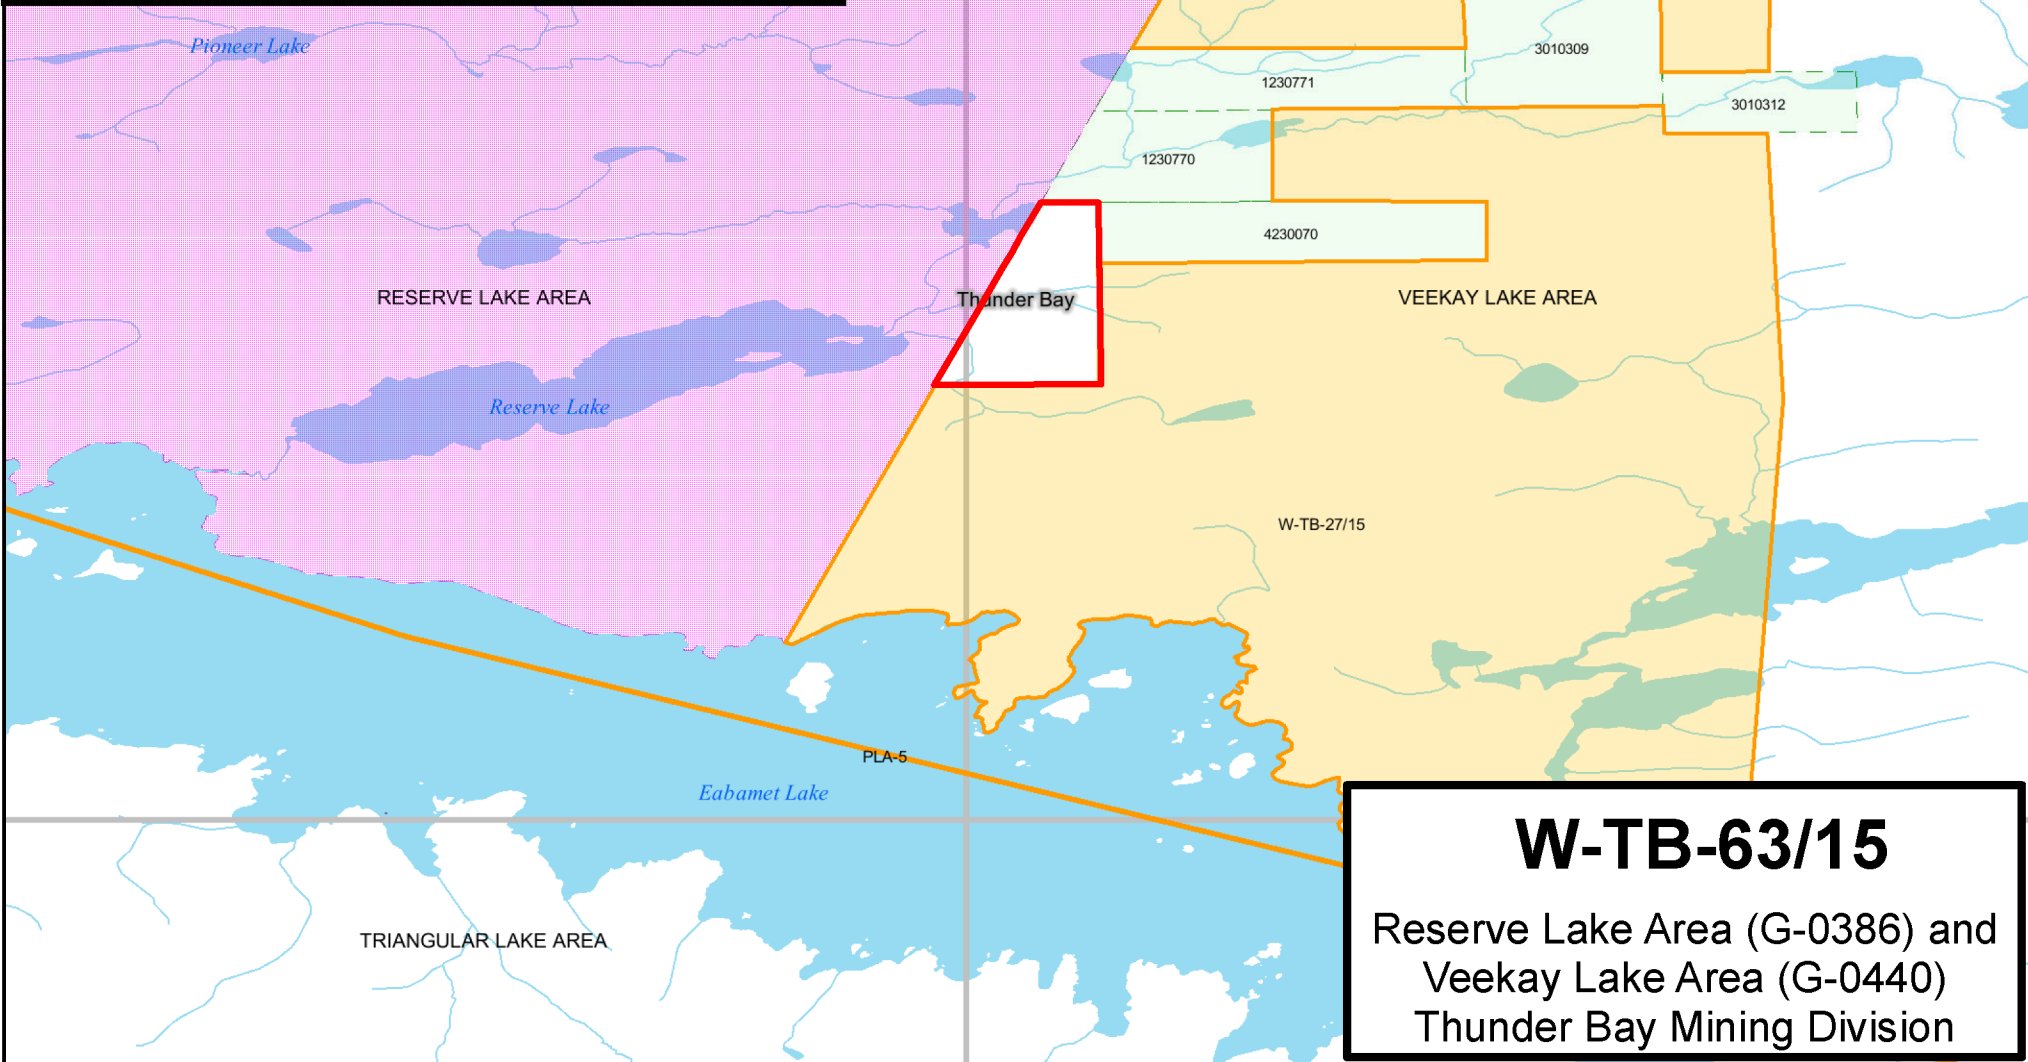 Pioneer Lake
3010309
1230771
3010312
1230770
4230070
RESERVE LAKE AREA
Thunder Bay
VEEKAY LAKE AREA
Reserve Lake
W-TB-27/15
PLA-5
Eabamet Lake
TRIANGULAR LAKE AREA
W-TB-63/15
Reserve Lake Area (G-0386) and
Veekay Lake Area (G-0440)
Thunder Bay Mining Division